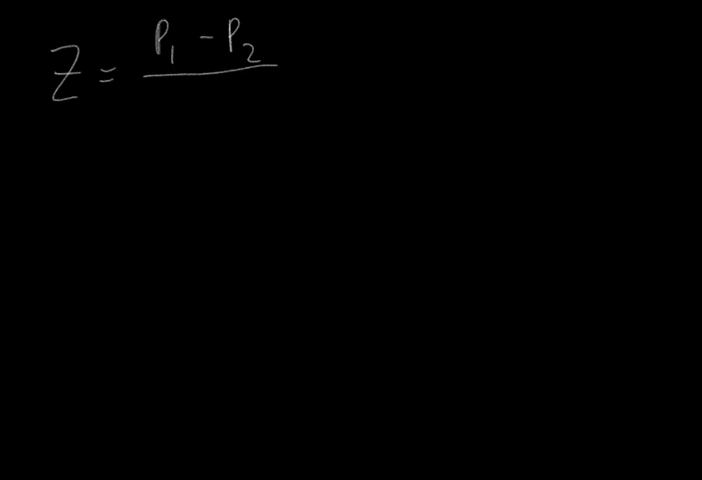 Z = P₁ - P₂